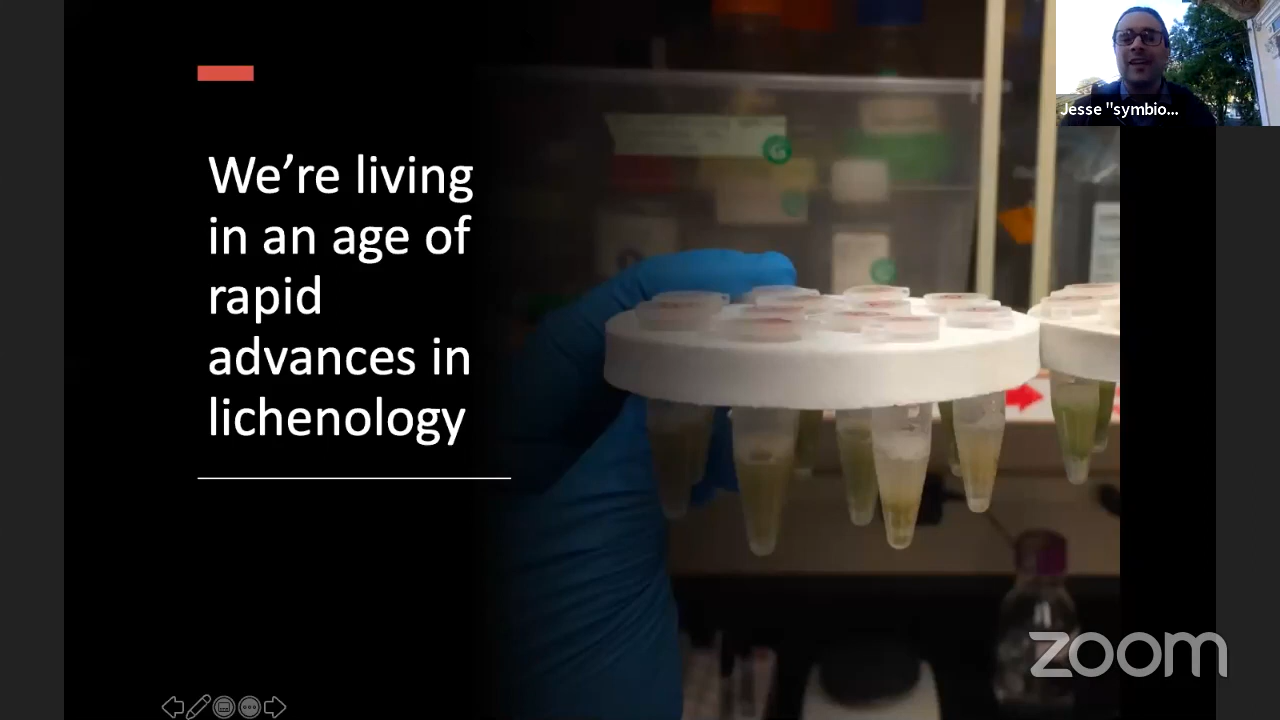 We’re living
in an age of
rapid
advances in
lichenology
Jesse "symbio...
G
zoom